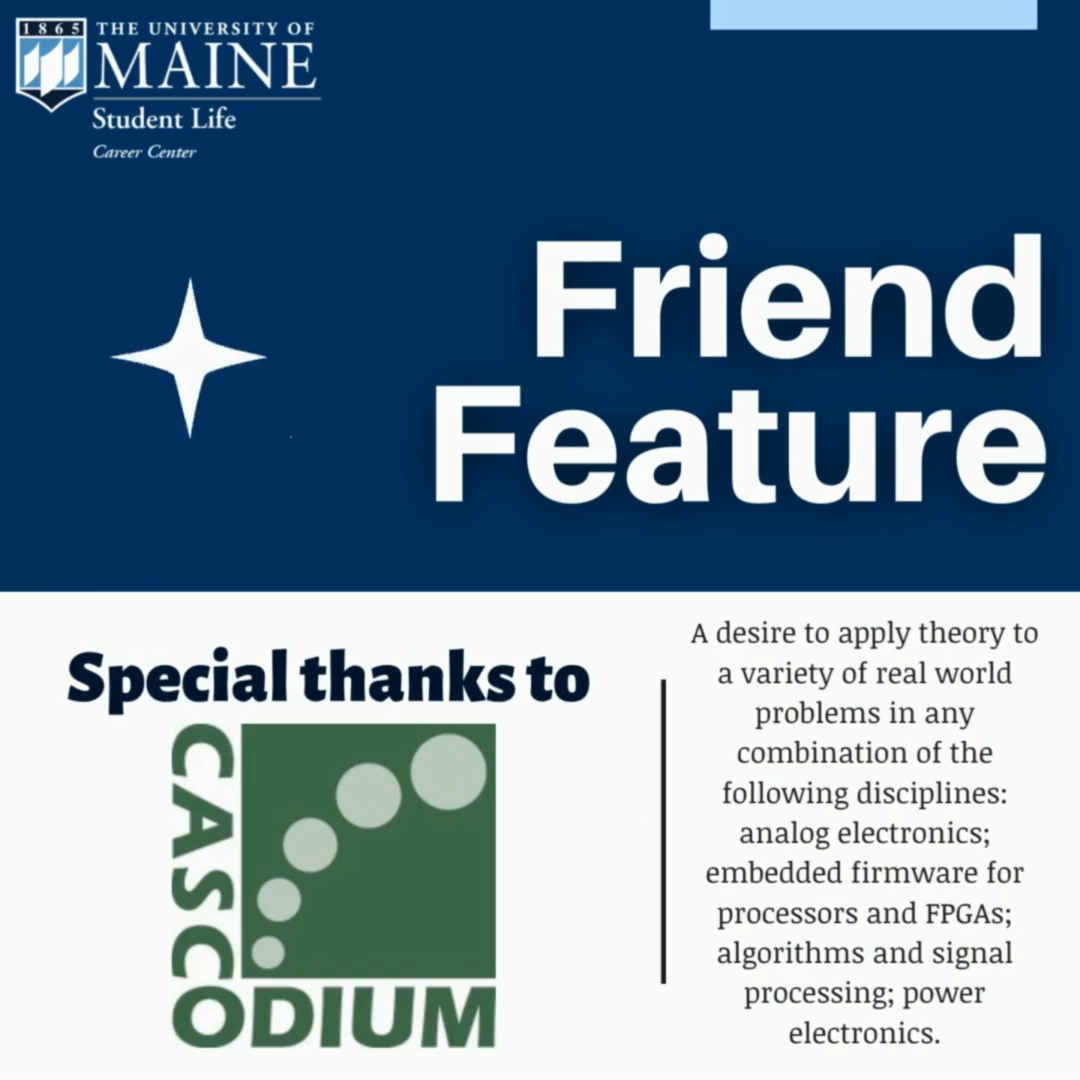 1865
THE UNIVERSITY OF
MAINE
Student Life
Career Center
Friend
Feature
Special thanks to
CASCODIUM
A desire to apply theory to
a variety of real world
problems in any
combination of the
following disciplines:
analog electronics;
embedded firmware for
processors and FPGAs;
algorithms and signal
processing; power
electronics.